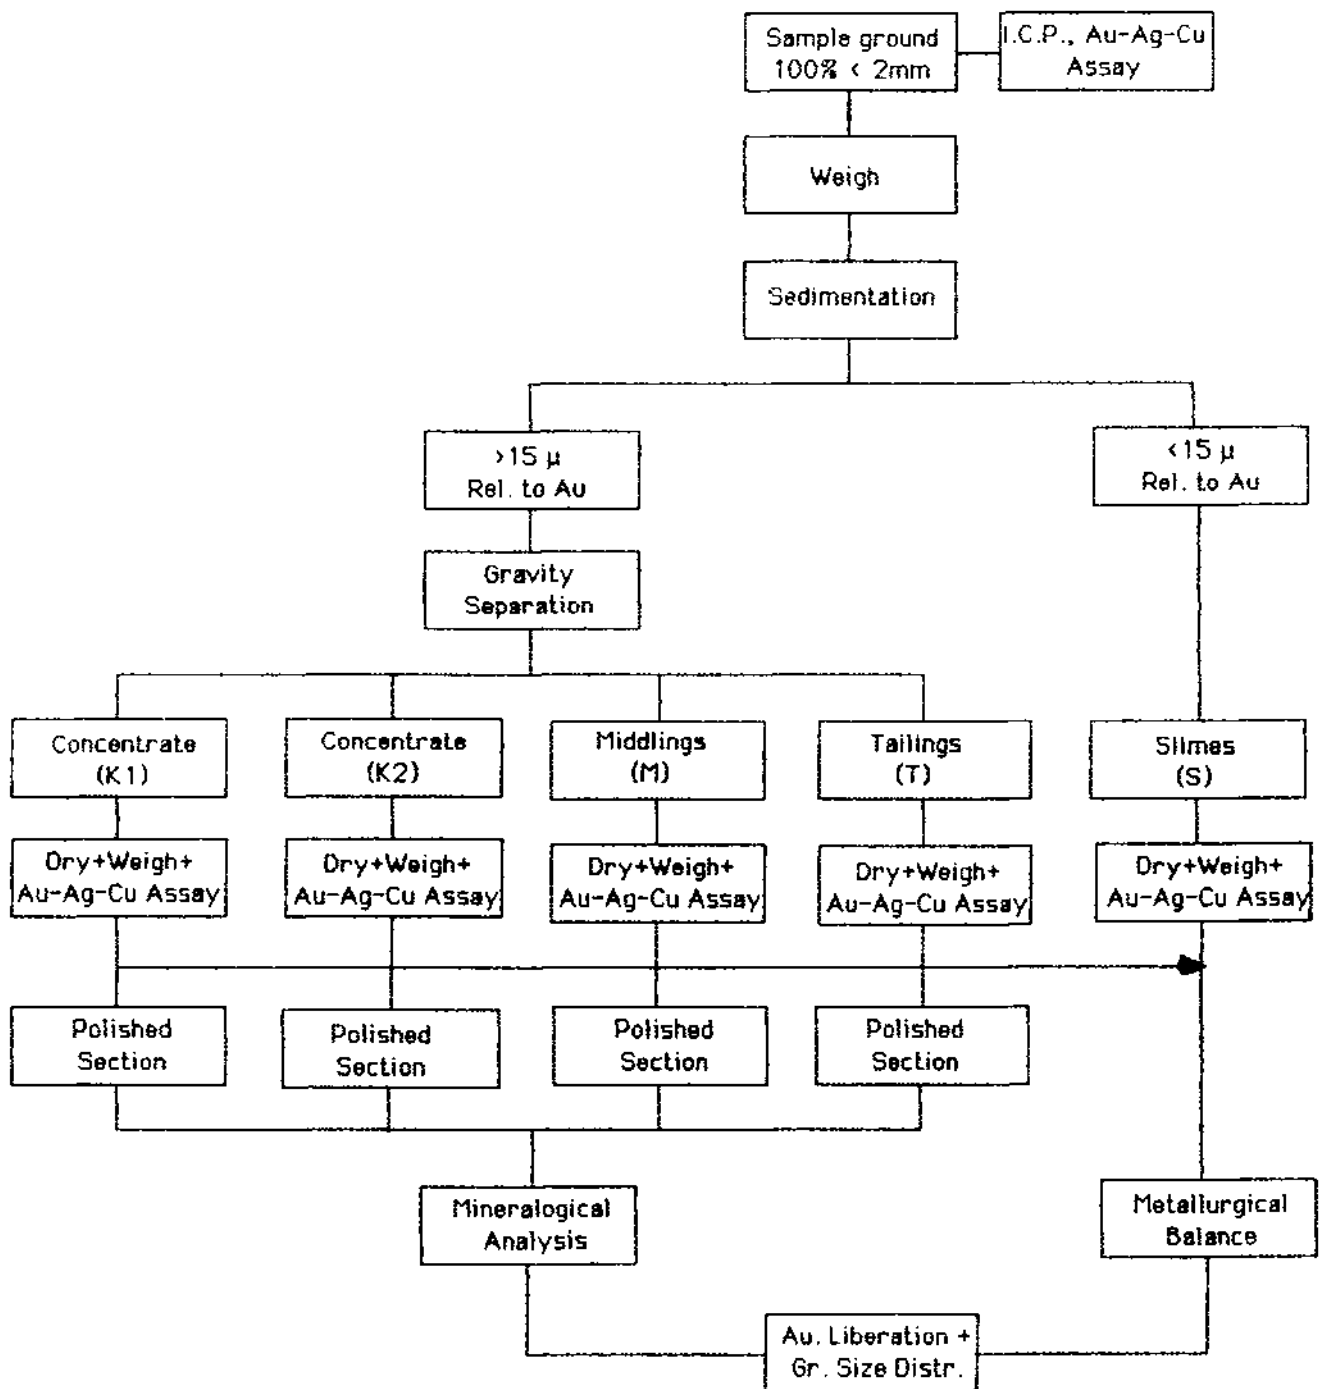 Sample ground
100% < 2mm
I.C.P., Au-Ag-Cu
Assay
Weigh
Sedimentation
>15 µ
Rel. to Au
<15 µ
Rel. to Au
Gravity
Separation
Concentrate
(K1)
Concentrate
(K2)
Middlings
(M)
Tailings
(T)
Slimes
(S)
Dry+Weigh+
Au-Ag-Cu Assay
Dry+Weigh+
Au-Ag-Cu Assay
Dry+Weigh+
Au-Ag-Cu Assay
Dry+Weigh+
Au-Ag-Cu Assay
Dry+Weigh+
Au-Ag-Cu Assay
Polished
Section
Polished
Section
Polished
Section
Polished
Section
Mineralogical
Analysis
Metallurgical
Balance
Au. Liberation +
Gr. Size Distr.